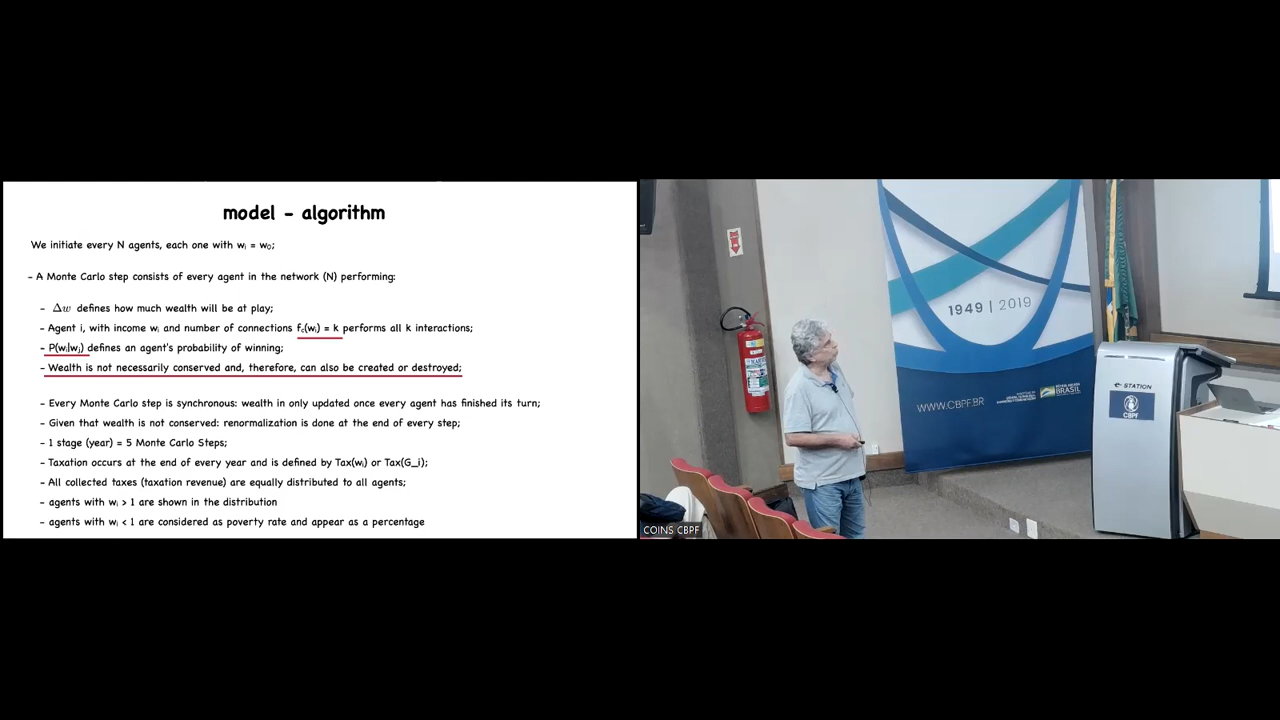 model - algorithm
We initiate every N agents, each one with wᵢ = w₀;
- A Monte Carlo step consists of every agent in the network (N) performing:
- Δw defines how much wealth will be at play;
- Agent i, with income wᵢ and number of connections f꜀(wᵢ) = k performs all k interactions;
- P(wᵢ|wⱼ) defines an agent's probability of winning;
- Wealth is not necessarily conserved and, therefore, can also be created or destroyed;
- Every Monte Carlo step is synchronous: wealth in only updated once every agent has finished its turn;
- Given that wealth is not conserved: renormalization is done at the end of every step;
- 1 stage (year) = 5 Monte Carlo Steps;
- Taxation occurs at the end of every year and is defined by Tax(wᵢ) or Tax(G_i);
- All collected taxes (taxation revenue) are equally distributed to all agents;
- agents with wᵢ > 1 are shown in the distribution
- agents with wᵢ < 1 are considered as poverty rate and appear as a percentage
1949 | 2019
WWW.CBPF.BR
BRASIL
STATION
CBPF
COINS CBPF